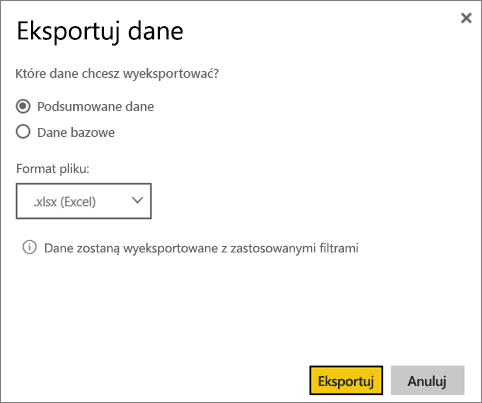 Eksportuj dane
Które dane chcesz wyeksportować?
Podsumowane dane
Dane bazowe
Format pliku:
.xlsx (Excel)
Dane zostaną wyeksportowane z zastosowanymi filtrami
Eksportuj Anuluj